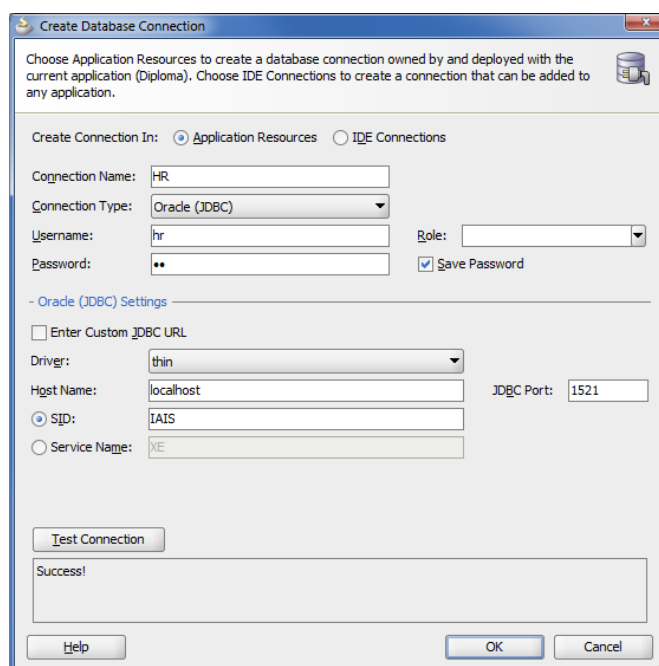 Create Database Connection
Choose Application Resources to create a database connection owned by and deployed with the
current application (Diploma). Choose IDE Connections to create a connection that can be added to
any application.
Create Connection In: Application Resources IDE Connections
Connection Name: HR
Connection Type: Oracle (JDBC)
Username: hr Role:
Password: •• Save Password
- Oracle (JDBC) Settings
Enter Custom JDBC URL
Driver: thin
Host Name: localhost JDBC Port: 1521
SID: IAIS
Service Name: XE
Test Connection
Success!
Help OK Cancel